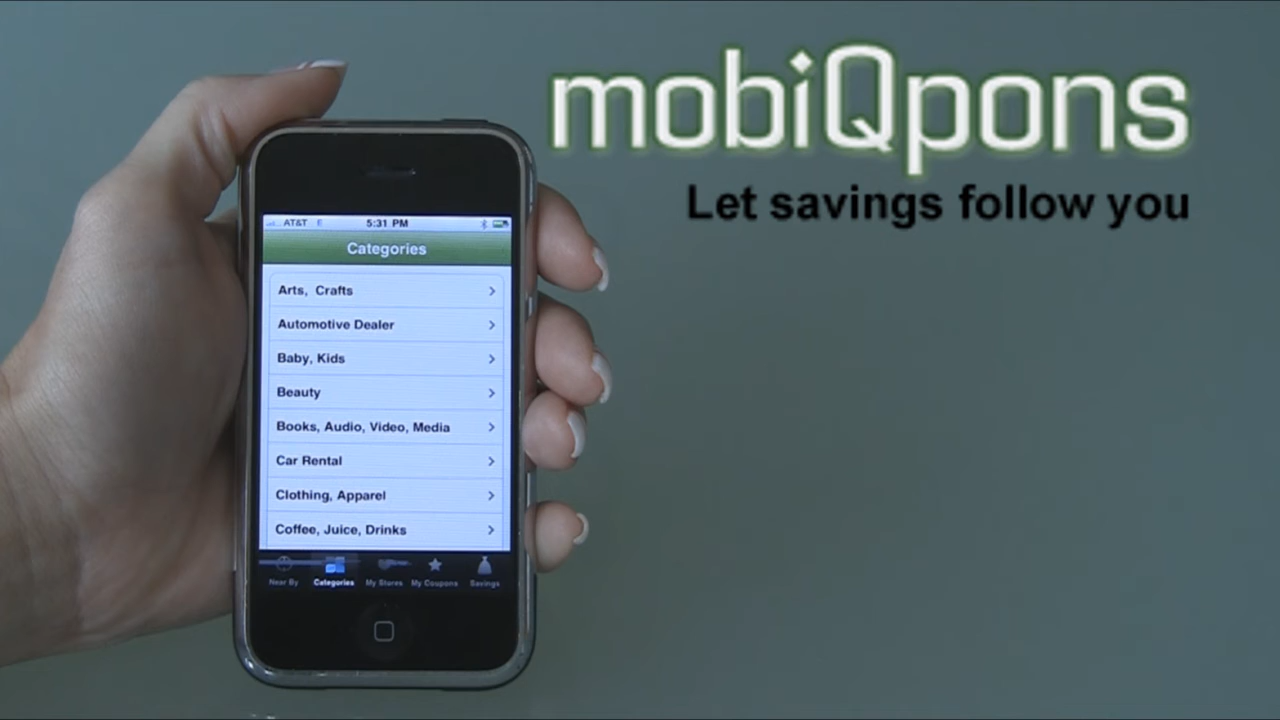 mobiQpons
Let savings follow you
AT&T E 5:31 PM
Categories
Arts, Crafts
Automotive Dealer
Baby, Kids
Beauty
Books, Audio, Video, Media
Car Rental
Clothing, Apparel
Coffee, Juice, Drinks
Near By Categories My Stores My Coupons Savings